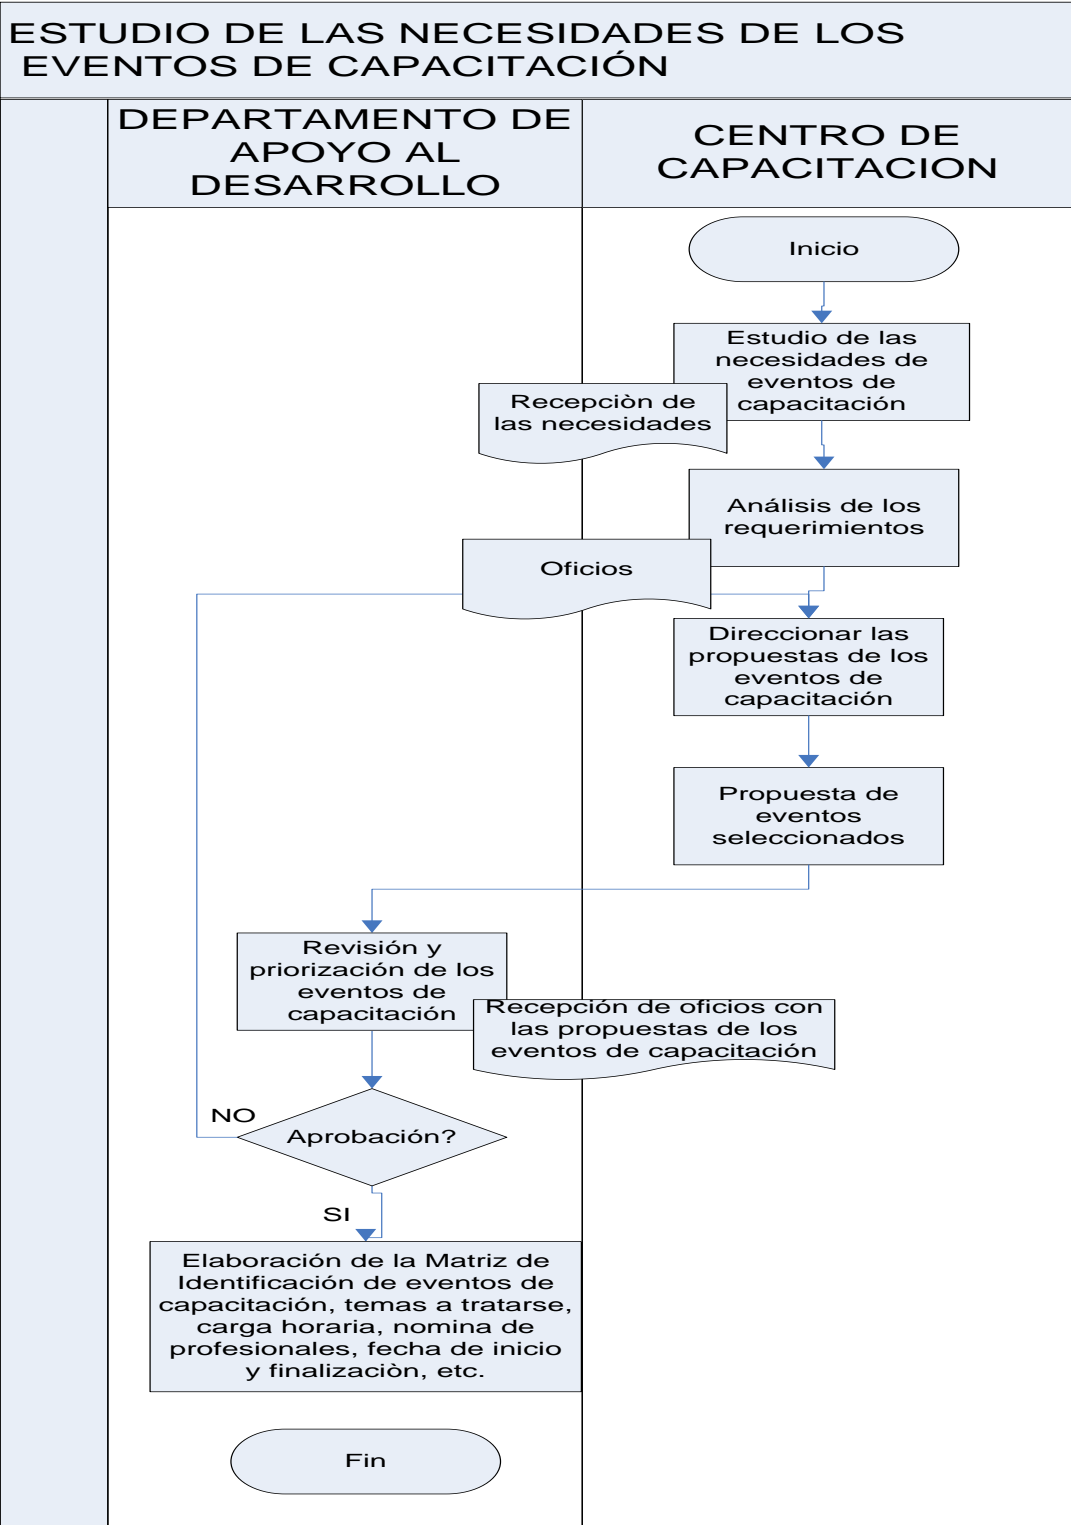 ESTUDIO DE LAS NECESIDADES DE LOS
EVENTOS DE CAPACITACIÓN
DEPARTAMENTO DE
APOYO AL
DESARROLLO
CENTRO DE
CAPACITACION
Inicio
Estudio de las
necesidades de
eventos de
capacitación
Recepciòn de
las necesidades
Análisis de los
requerimientos
Oficios
Direccionar las
propuestas de los
eventos de
capacitación
Propuesta de
eventos
seleccionados
Revisión y
priorización de los
eventos de
capacitación
Recepción de oficios con
las propuestas de los
eventos de capacitación
NO
Aprobación?
SI
Elaboración de la Matriz de
Identificación de eventos de
capacitación, temas a tratarse,
carga horaria, nomina de
profesionales, fecha de inicio
y finalizaciòn, etc.
Fin